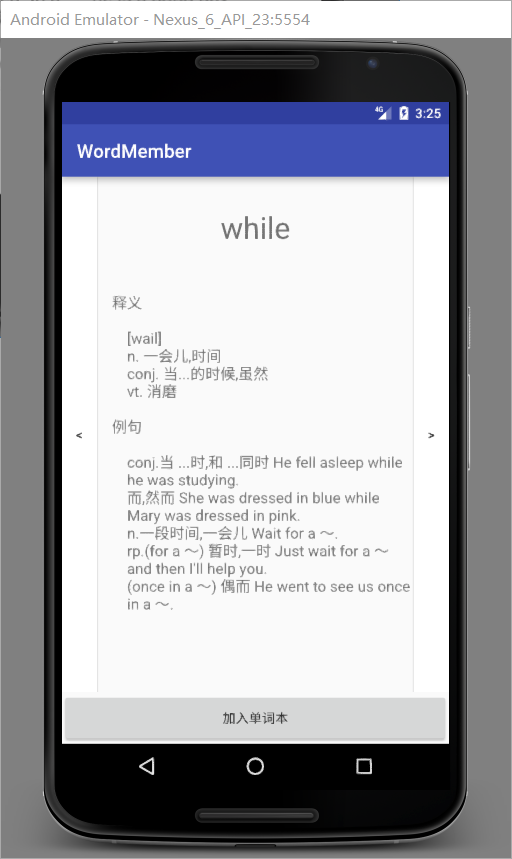 Android Emulator - Nexus_6_API_23:5554
4G 3:25
WordMember
while
释义
[wail]
n. 一会儿,时间
conj. 当...的时候,虽然
vt. 消磨
例句
< >
conj.当 ...时,和 ...同时 He fell asleep while
he was studying.
而,然而 She was dressed in blue while
Mary was dressed in pink.
n.一段时间,一会儿 Wait for a ～.
rp.(for a ～) 暂时,一时 Just wait for a ～
and then I'll help you.
(once in a ～) 偶而 He went to see us once
in a ～.
加入单词本